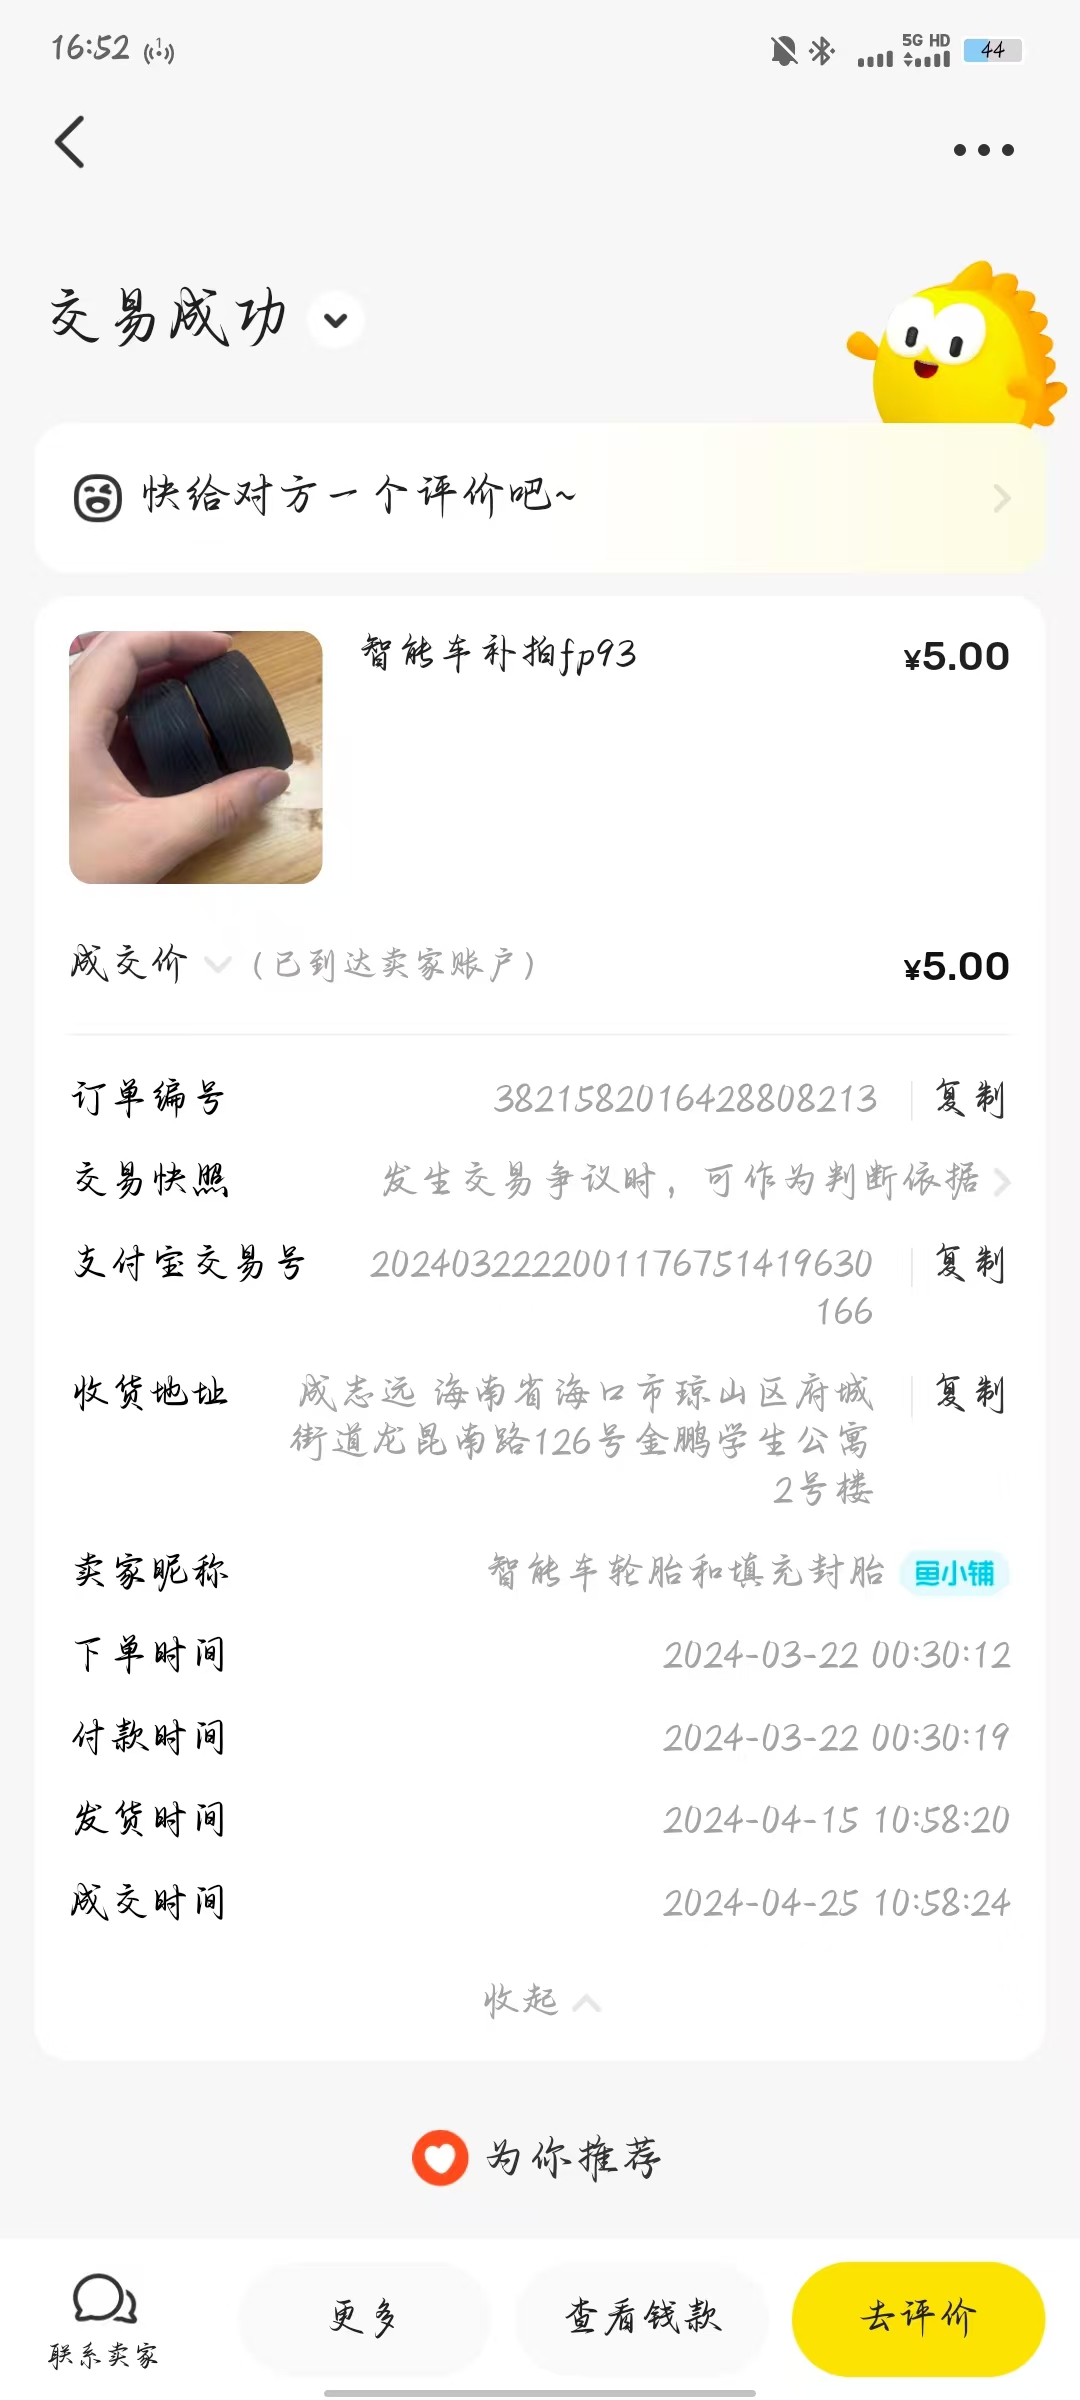 16:52
5G HD
44
交易成功
快给对方一个评价吧~
智能车补拍fp93 ¥5.00
成交价 (已到达卖家账户) ¥5.00
订单编号 3821582016428808213 复制
交易快照 发生交易争议时，可作为判断依据
支付宝交易号 2024032222001176751419630 复制
166
收货地址 成志远 海南省海口市琼山区府城 复制
街道龙昆南路126号金鹏学生公寓
2号楼
卖家昵称 智能车轮胎和填充封胎 鱼小铺
下单时间 2024-03-22 00:30:12
付款时间 2024-03-22 00:30:19
发货时间 2024-04-15 10:58:20
成交时间 2024-04-25 10:58:24
收起
为你推荐
联系卖家 更多 查看钱款 去评价